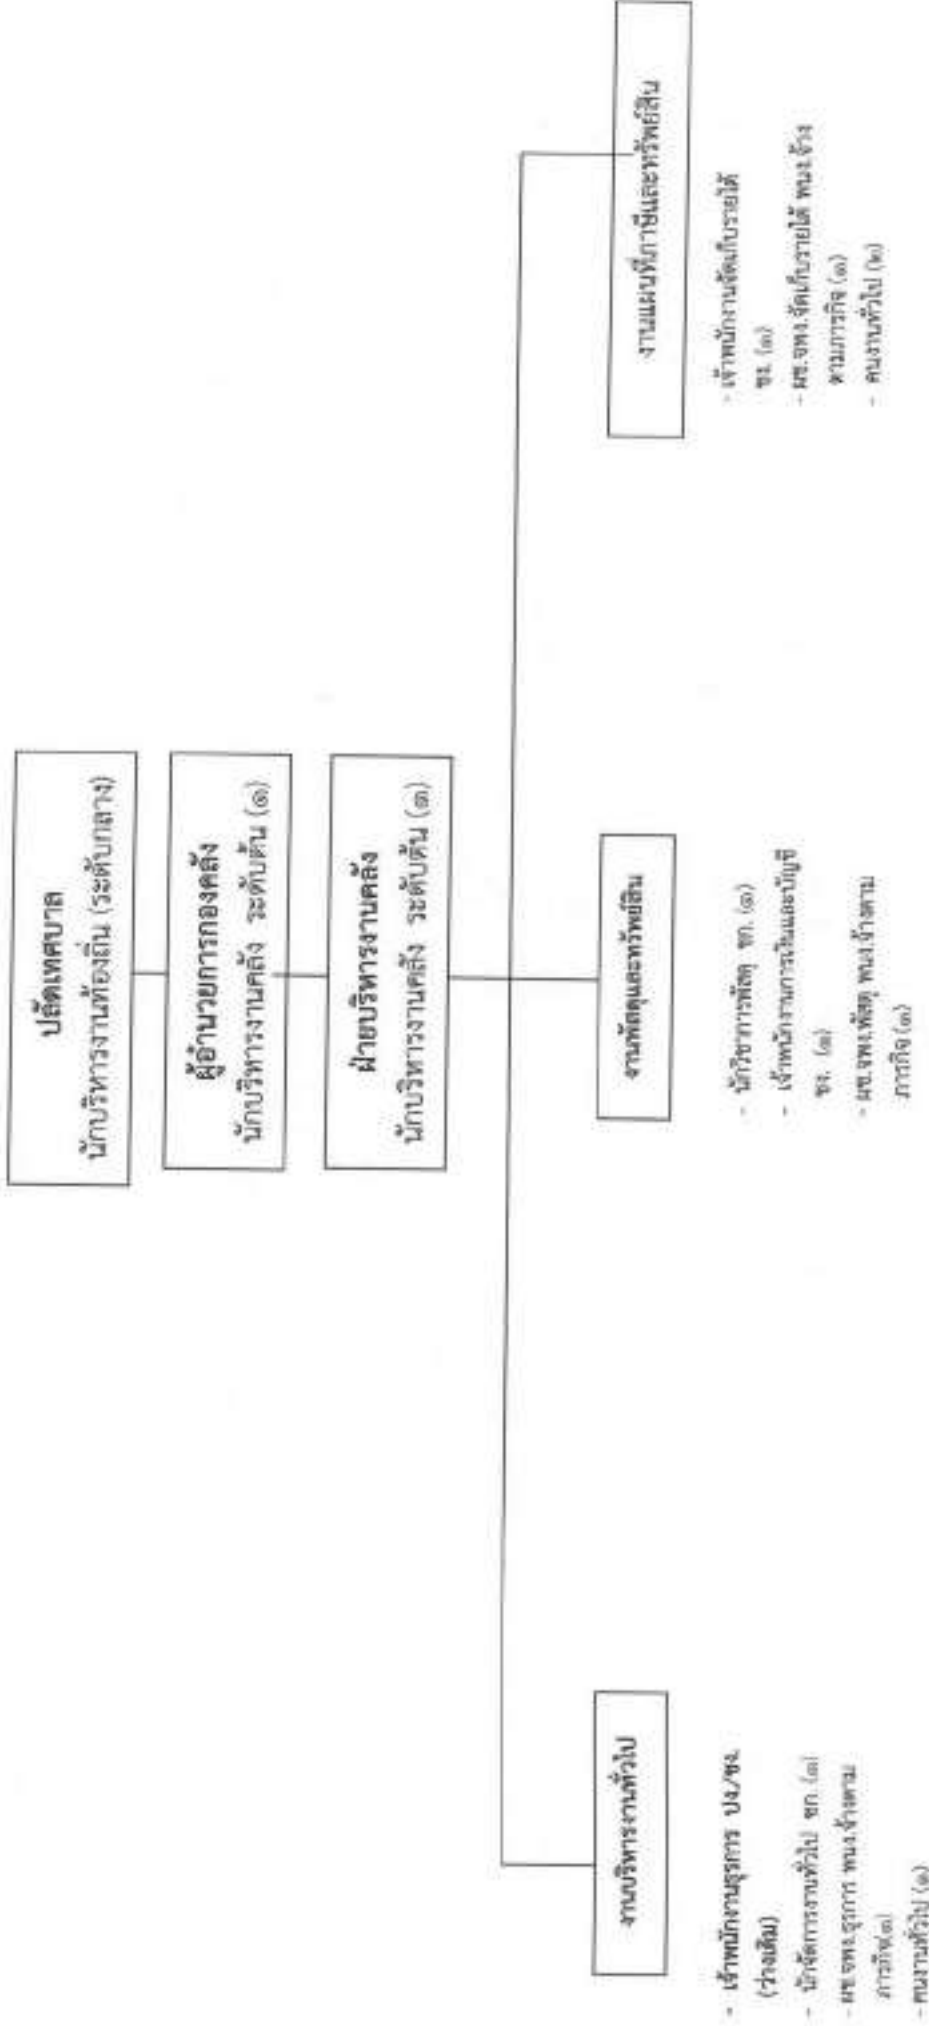 ปลัดเทศบาล
นักบริหารงานท้องถิ่น (ระดับกลาง)
ผู้อำนวยการกองคลัง
นักบริหารงานคลัง ระดับต้น (๑)
ฝ่ายบริหารงานคลัง
นักบริหารงานคลัง ระดับต้น (๑)
งานบริหารงานทั่วไป
- เจ้าพนักงานธุรการ ปง./ชง.
(ว่างเดิม)
- นักจัดการงานทั่วไป ชก. (๑)
- ผช.จพง.ธุรการ พนง.จ้างตาม
ภารกิจ(๑)
- คนงานทั่วไป (๑)
งานพัสดุและทรัพย์สิน
- นักวิชาการพัสดุ ชก. (๑)
- เจ้าพนักงานการเงินและบัญชี
ชง. (๑)
- ผช.จพง.พัสดุ พนง.จ้างตาม
ภารกิจ (๑)
งานแผนที่ภาษีและทรัพย์สิน
- เจ้าพนักงานจัดเก็บรายได้
ชง. (๑)
- ผช.จพง.จัดเก็บรายได้ พนง.จ้าง
ตามภารกิจ (๑)
- คนงานทั่วไป (๒)